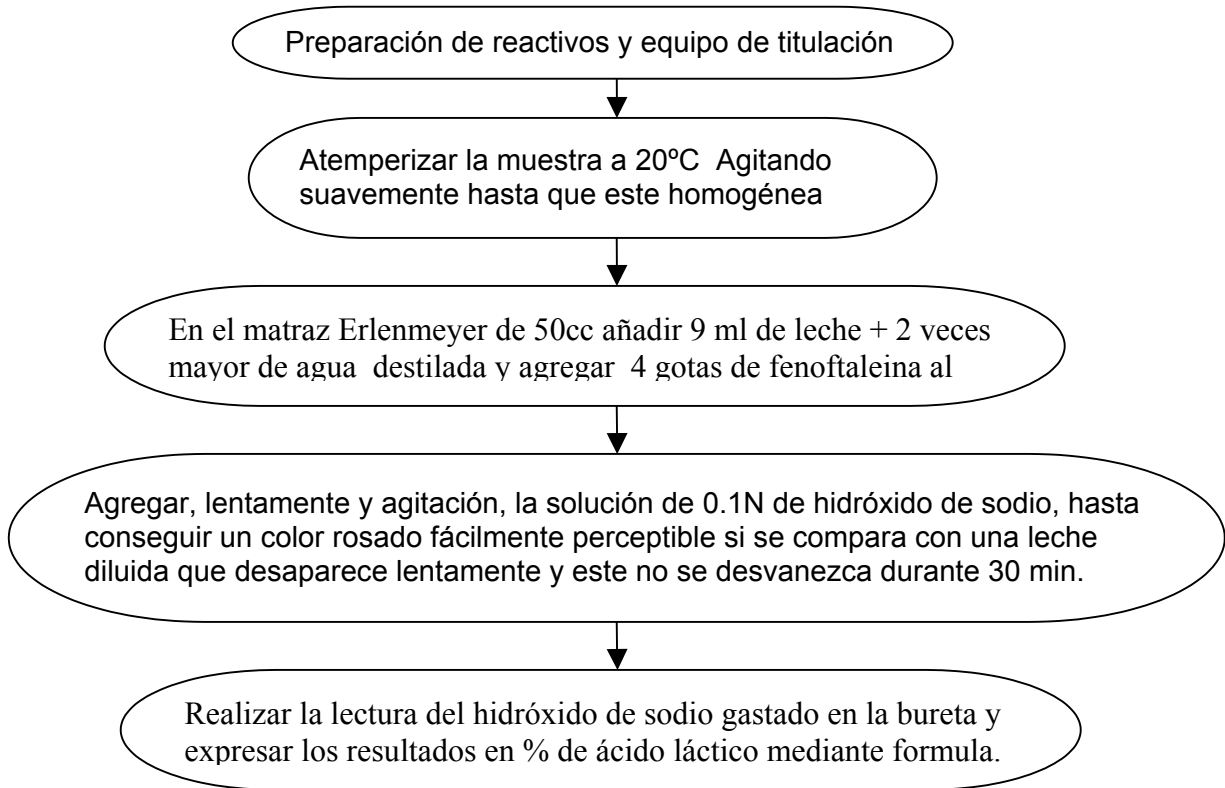 Preparación de reactivos y equipo de titulación
Atemperizar la muestra a 20ºC Agitando
suavemente hasta que este homogénea
En el matraz Erlenmeyer de 50cc añadir 9 ml de leche + 2 veces
mayor de agua destilada y agregar 4 gotas de fenoftaleina al
Agregar, lentamente y agitación, la solución de 0.1N de hidróxido de sodio, hasta
conseguir un color rosado fácilmente perceptible si se compara con una leche
diluida que desaparece lentamente y este no se desvanezca durante 30 min.
Realizar la lectura del hidróxido de sodio gastado en la bureta y
expresar los resultados en % de ácido láctico mediante formula.